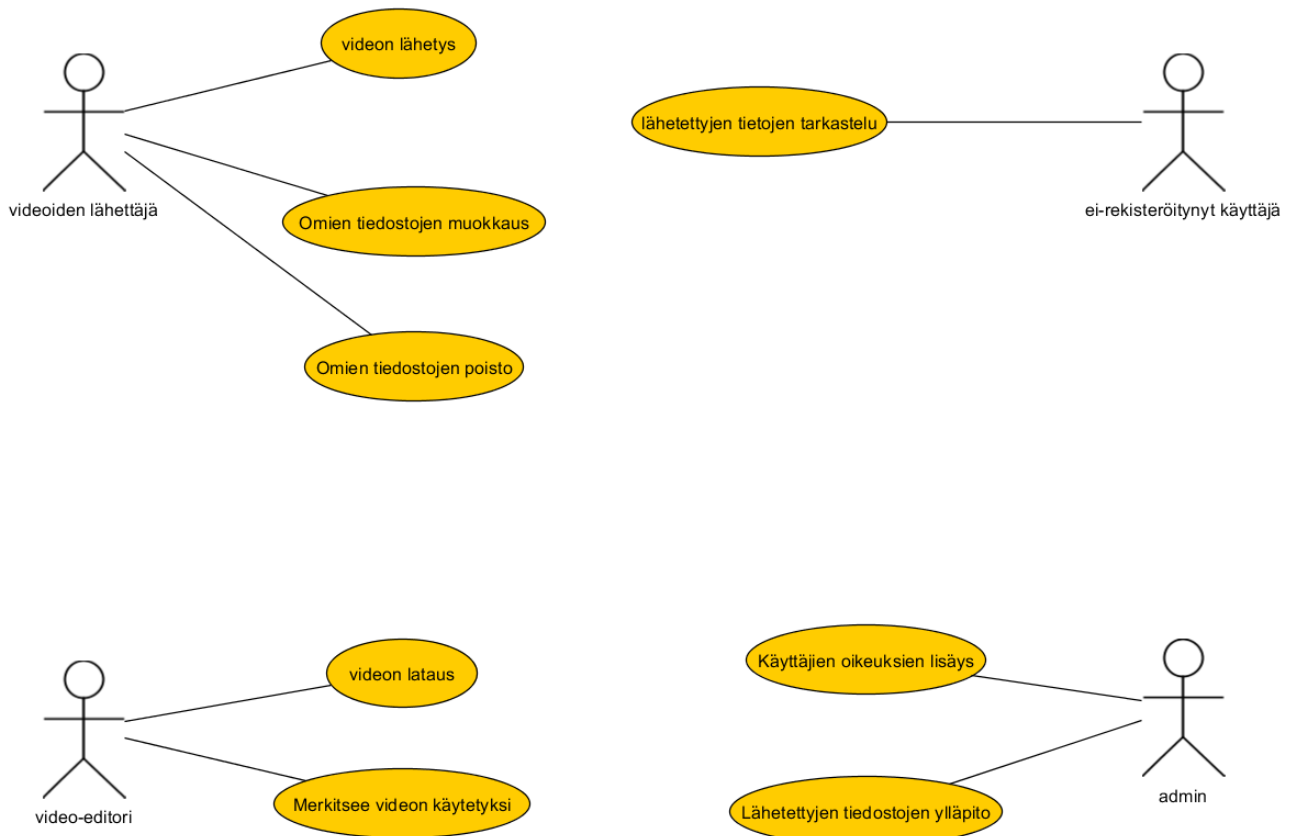 videon lähetys
lähetettyjen tietojen tarkastelu
videoiden lähettäjä
ei-rekisteröitynyt käyttäjä
Omien tiedostojen muokkaus
Omien tiedostojen poisto
videon lataus
Käyttäjien oikeuksien lisäys
Merkitsee videon käytetyksi
Lähetettyjen tiedostojen ylläpito
video-editori
admin